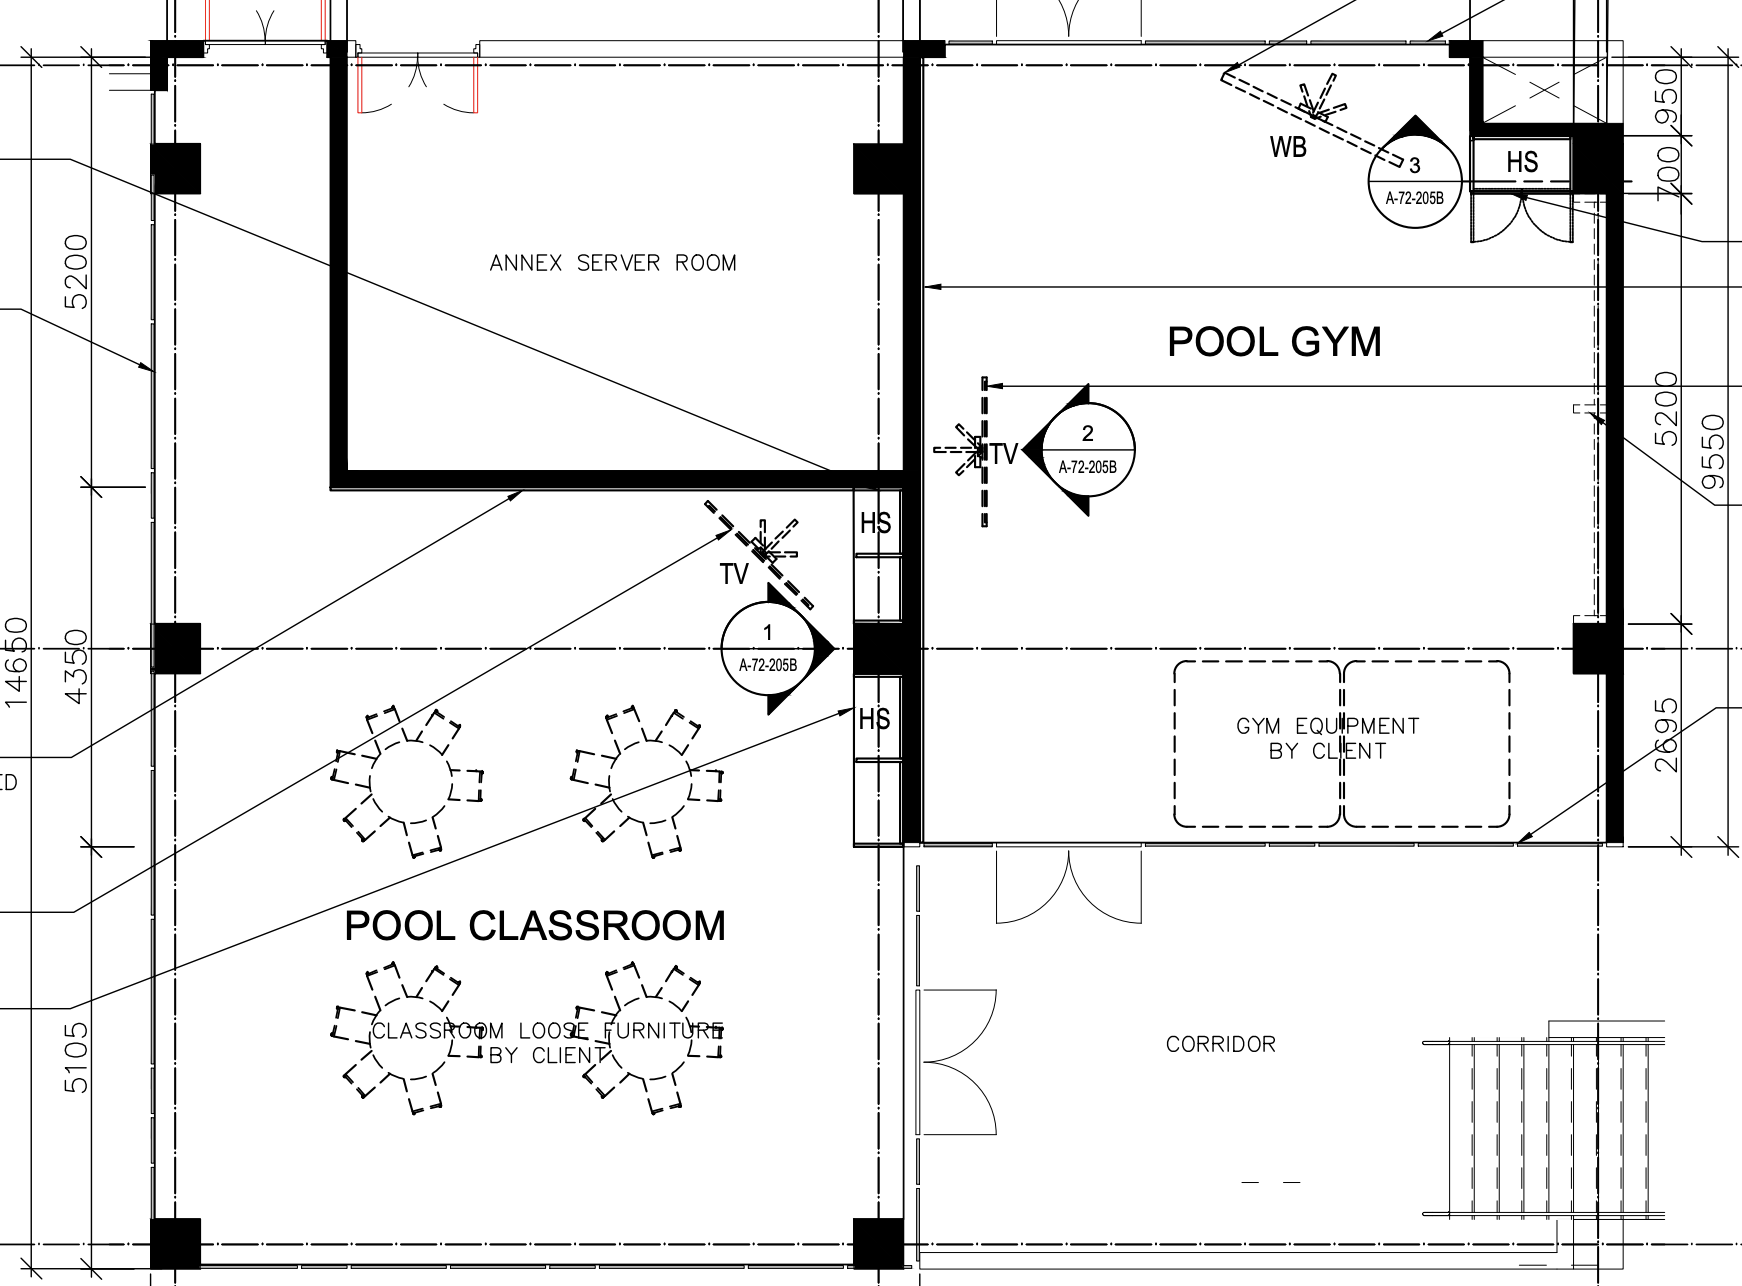 950
3
WB
HS
700
A-72-205B
ANNEX SERVER ROOM
5200
POOL GYM
2
TV
A-72-205B
5200
9550
HS
TV
1
A-72-205B
14650
4350
HS
GYM EQUIPMENT
BY CLIENT
2695
ED
POOL CLASSROOM
CLASSROOM LOOSE FURNITURE
BY CLIENT
CORRIDOR
5105